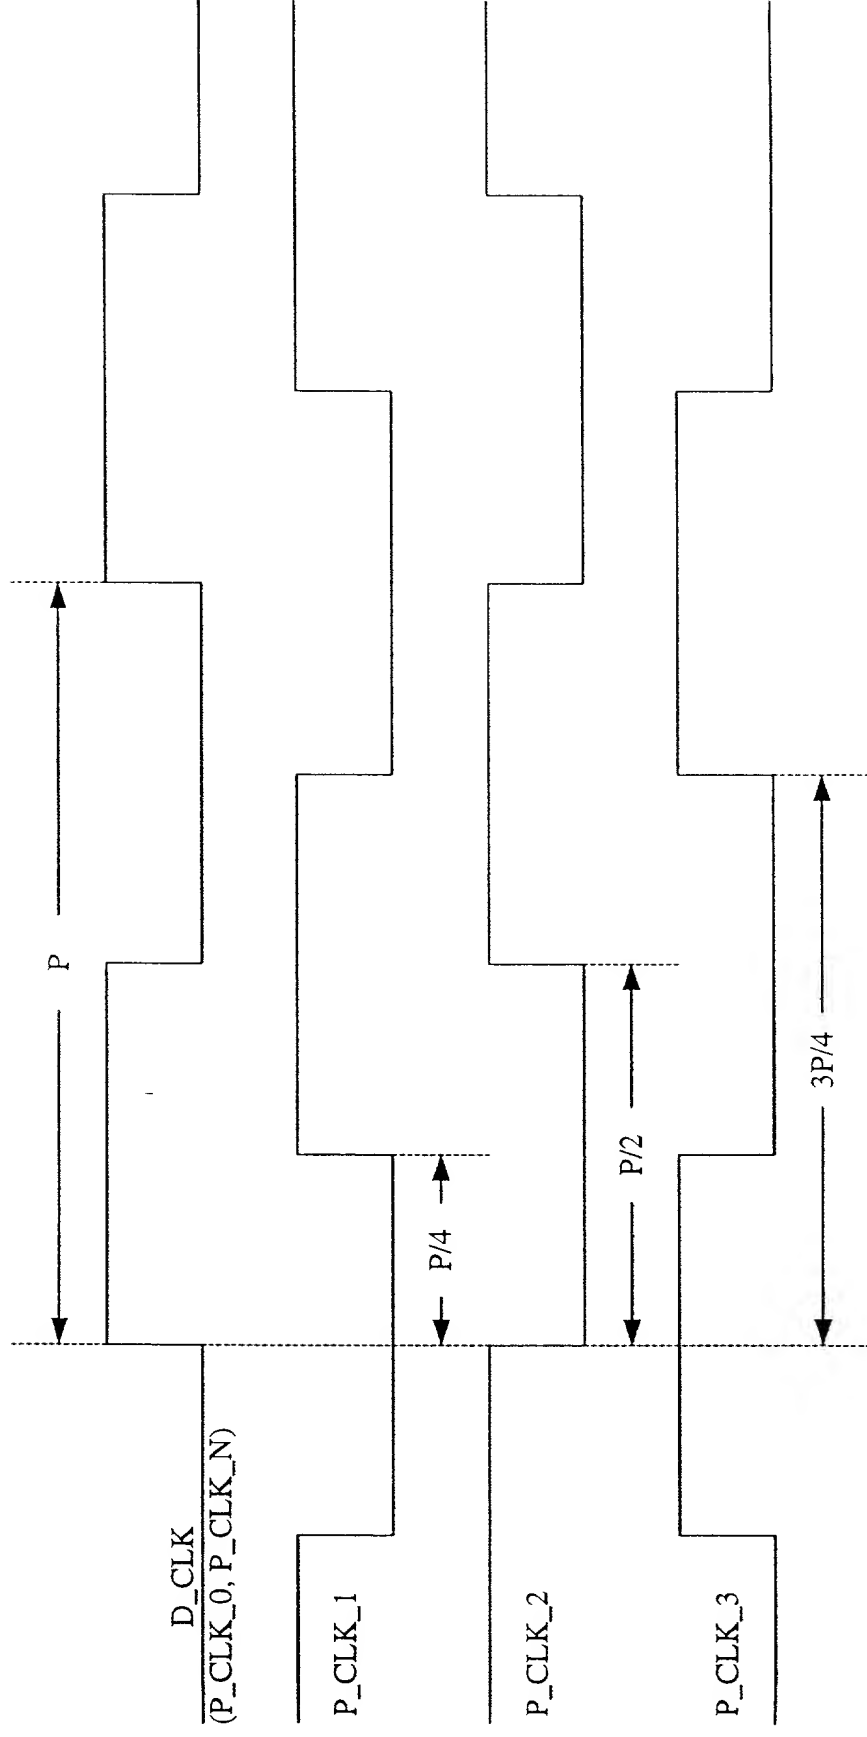 P
D_CLK
(P_CLK_0, P_CLK_N)
P_CLK_1
P/4
P_CLK_2
P/2
P_CLK_3
3P/4